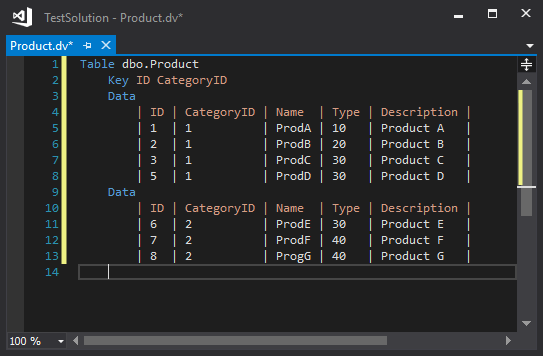 TestSolution - Product.dv*
Product.dv*
1 Table dbo.Product
2 Key ID CategoryID
3 Data
4 | ID | CategoryID | Name | Type | Description |
5 | 1 | 1 | ProdA | 10 | Product A |
6 | 2 | 1 | ProdB | 20 | Product B |
7 | 3 | 1 | ProdC | 30 | Product C |
8 | 5 | 1 | ProdD | 30 | Product D |
9 Data
10 | ID | CategoryID | Name | Type | Description |
11 | 6 | 2 | ProdE | 30 | Product E |
12 | 7 | 2 | ProdF | 40 | Product F |
13 | 8 | 2 | ProgG | 40 | Product G |
14
100 %